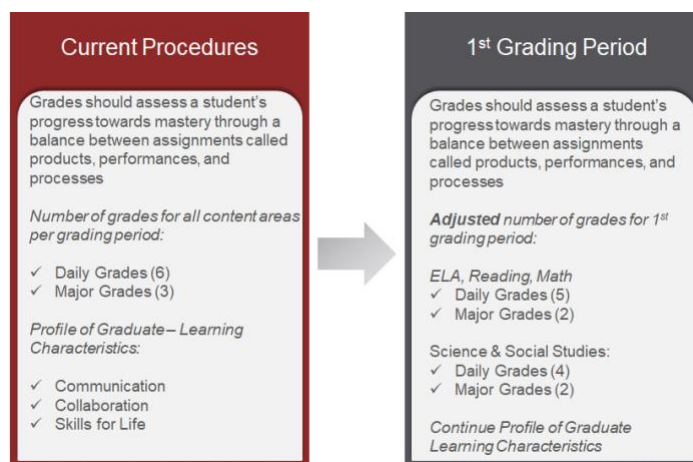 Current Procedures
Grades should assess a student's
progress towards mastery through a
balance between assignments called
products, performances, and
processes
Number of grades for all content areas
per grading period:
✓ Daily Grades (6)
✓ Major Grades (3)
Profile of Graduate – Learning
Characteristics:
✓ Communication
✓ Collaboration
✓ Skills for Life
1st Grading Period
Grades should assess a student's
progress towards mastery through a
balance between assignments
called products, performances, and
processes
Adjusted number of grades for 1st
grading period:
ELA, Reading, Math
✓ Daily Grades (5)
✓ Major Grades (2)
Science & Social Studies:
✓ Daily Grades (4)
✓ Major Grades (2)
Continue Profile of Graduate
Learning Characteristics